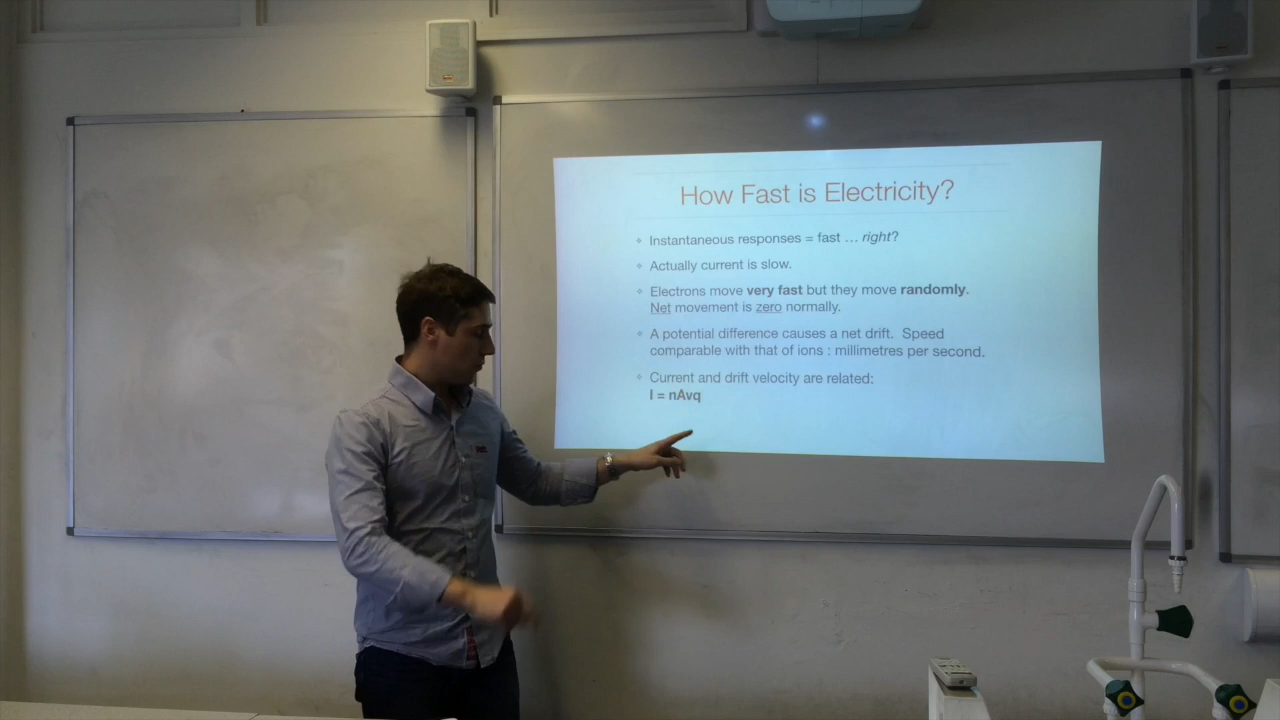 How Fast is Electricity?
Instantaneous responses = fast ... right?
Actually current is slow.
Electrons move very fast but they move randomly.
Net movement is zero normally.
A potential difference causes a net drift. Speed
comparable with that of ions : millimetres per second.
Current and drift velocity are related:
I = nAvq